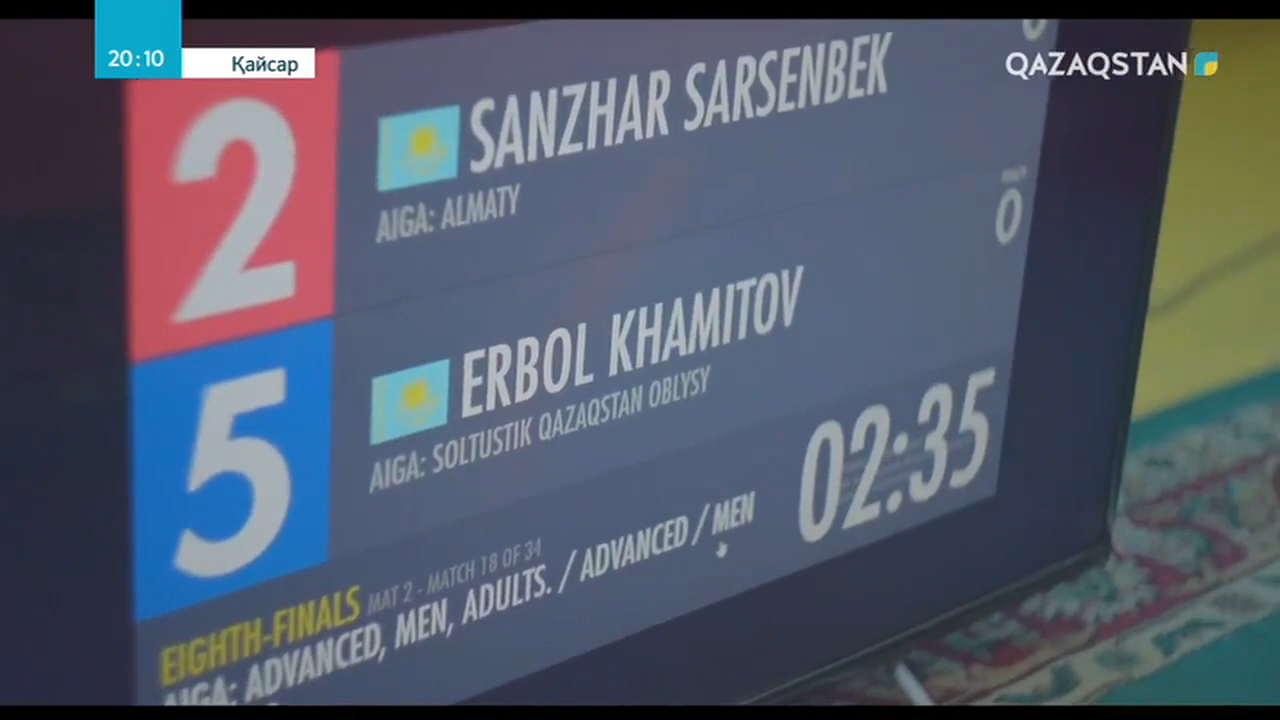 20:10
Қайсар
QAZAQSTAN
2
SANZHAR SARSENBEK
AIGA: ALMATY
0
5
ERBOL KHAMITOV
AIGA: SOLTUSTIK QAZAQSTAN OBLYSY
02:35
EIGHTH-FINALS MAT 2 - MATCH 18 OF 34
AIGA: ADVANCED, MEN, ADULTS. / ADVANCED / MEN